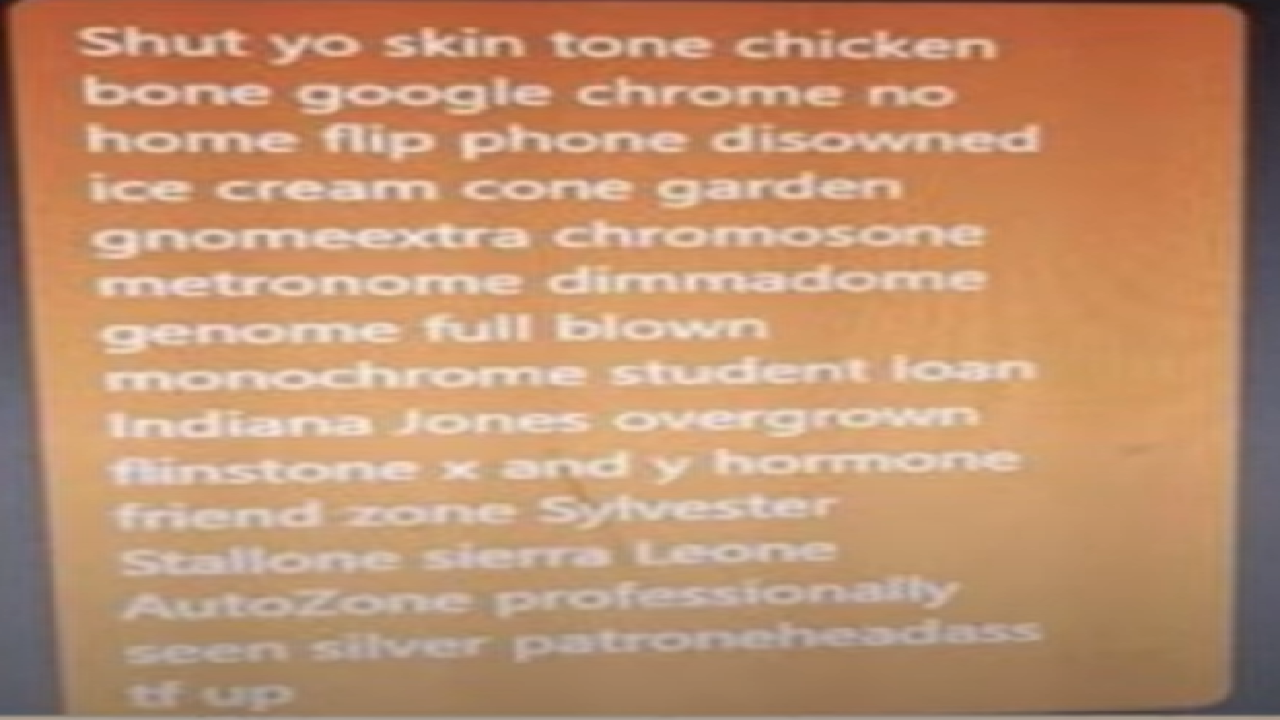 Shut yo skin tone chicken
bone google chrome no
home flip phone disowned
ice cream cone garden
gnomeextra chromosone
metronome dimmadome
genome full blown
monochrome student loan
Indiana Jones overgrown
flinstone x and y hormone
friend zone Sylvester
Stallone sierra Leone
AutoZone professionally
seen silver patroneheadass
tf up